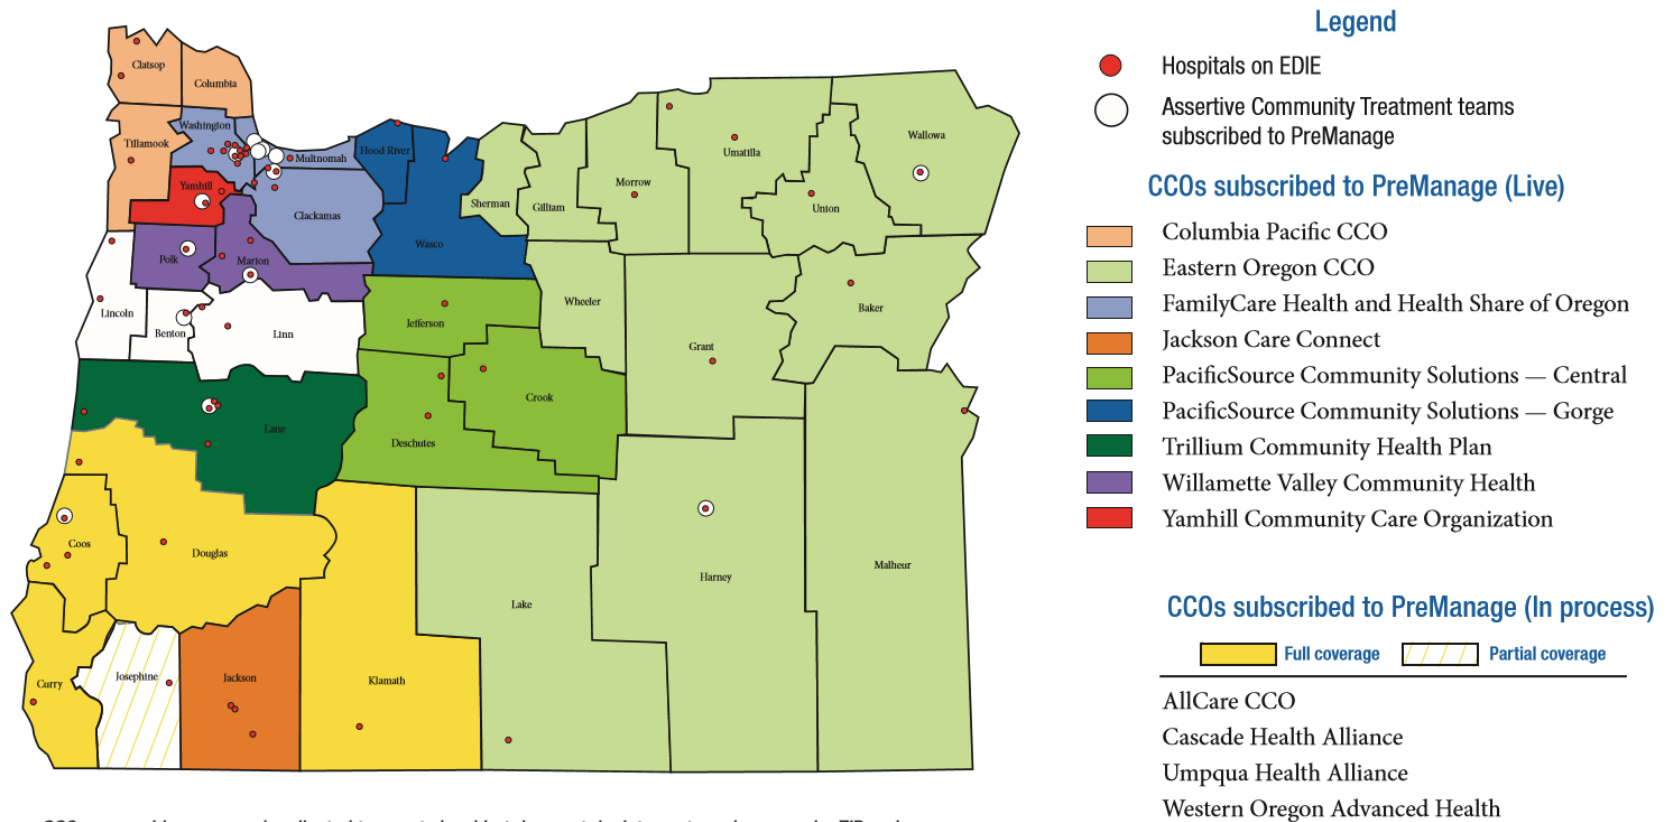 Legend
Hospitals on EDIE
Assertive Community Treatment teams
subscribed to PreManage
CCOs subscribed to PreManage (Live)
Columbia Pacific CCO
Eastern Oregon CCO
FamilyCare Health and Health Share of Oregon
Jackson Care Connect
PacificSource Community Solutions — Central
PacificSource Community Solutions — Gorge
Trillium Community Health Plan
Willamette Valley Community Health
Yamhill Community Care Organization
CCOs subscribed to PreManage (In process)
Full coverage
Partial coverage
AllCare CCO
Cascade Health Alliance
Umpqua Health Alliance
Western Oregon Advanced Health
Clatsop
Columbia
Washington
Tillamook
Multnomah
Hood River
Yamhill
Clackamas
Sherman
Gilliam
Morrow
Umatilla
Union
Wallowa
Wasco
Polk
Marion
Lincoln
Benton
Linn
Jefferson
Wheeler
Grant
Baker
Crook
Deschutes
Lane
Coos
Douglas
Lake
Harney
Malheur
Curry
Josephine
Jackson
Klamath